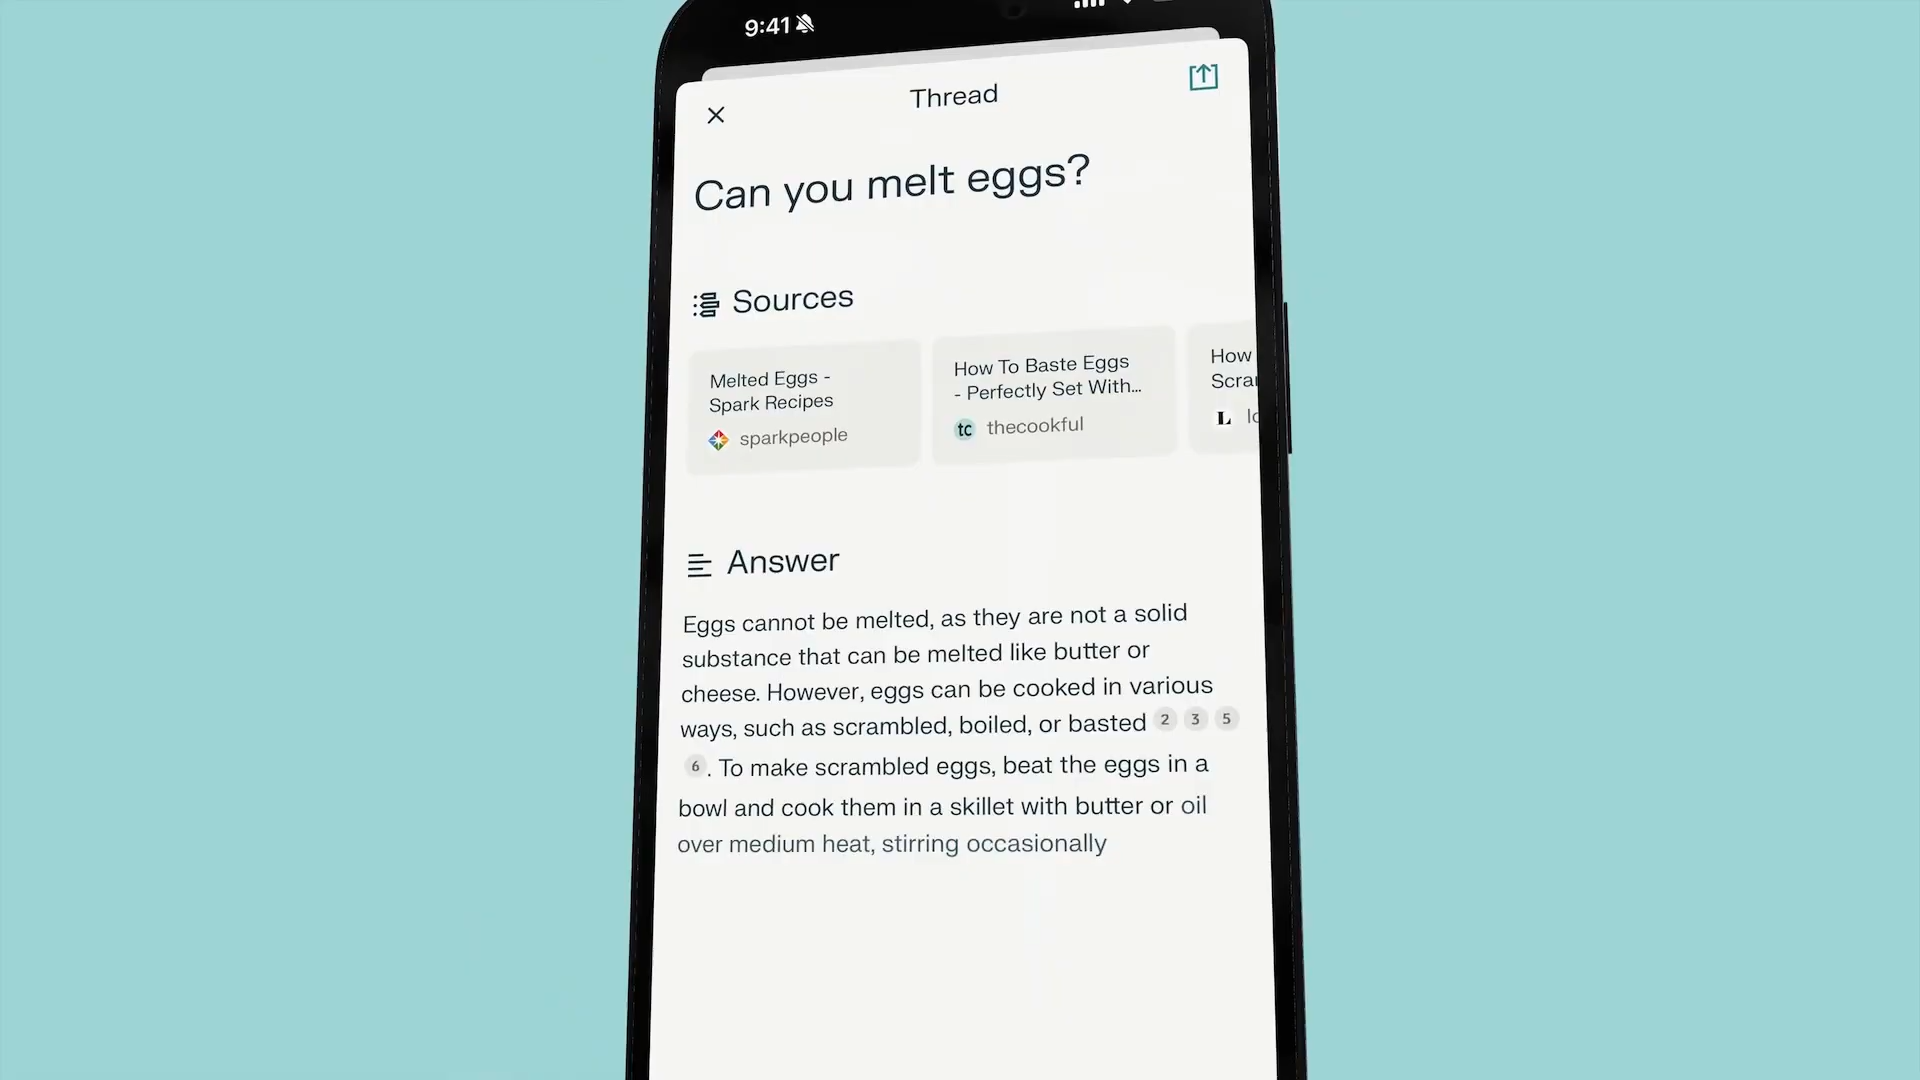 9:41
Thread
Can you melt eggs?
Sources
Melted Eggs -
Spark Recipes
sparkpeople
How To Baste Eggs
- Perfectly Set With...
tc thecookful
How
Scra
L
Answer
Eggs cannot be melted, as they are not a solid
substance that can be melted like butter or
cheese. However, eggs can be cooked in various
ways, such as scrambled, boiled, or basted 2 3 5
6. To make scrambled eggs, beat the eggs in a
bowl and cook them in a skillet with butter or oil
over medium heat, stirring occasionally